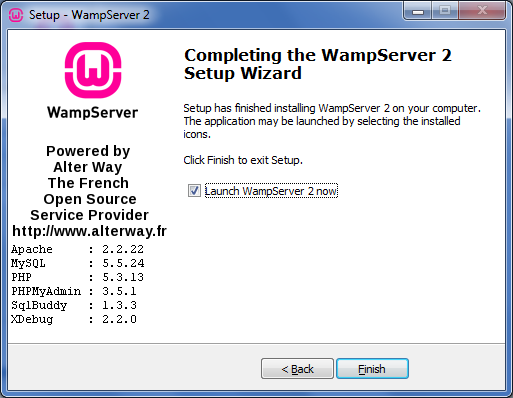 Setup - WampServer 2
WampServer
Powered by
Alter Way
The French
Open Source
Service Provider
http://www.alterway.fr
Apache : 2.2.22
MySQL : 5.5.24
PHP : 5.3.13
PHPMyAdmin : 3.5.1
SqlBuddy : 1.3.3
XDebug : 2.2.0
Completing the WampServer 2
Setup Wizard
Setup has finished installing WampServer 2 on your computer.
The application may be launched by selecting the installed
icons.
Click Finish to exit Setup.
Launch WampServer 2 now
< Back
Finish